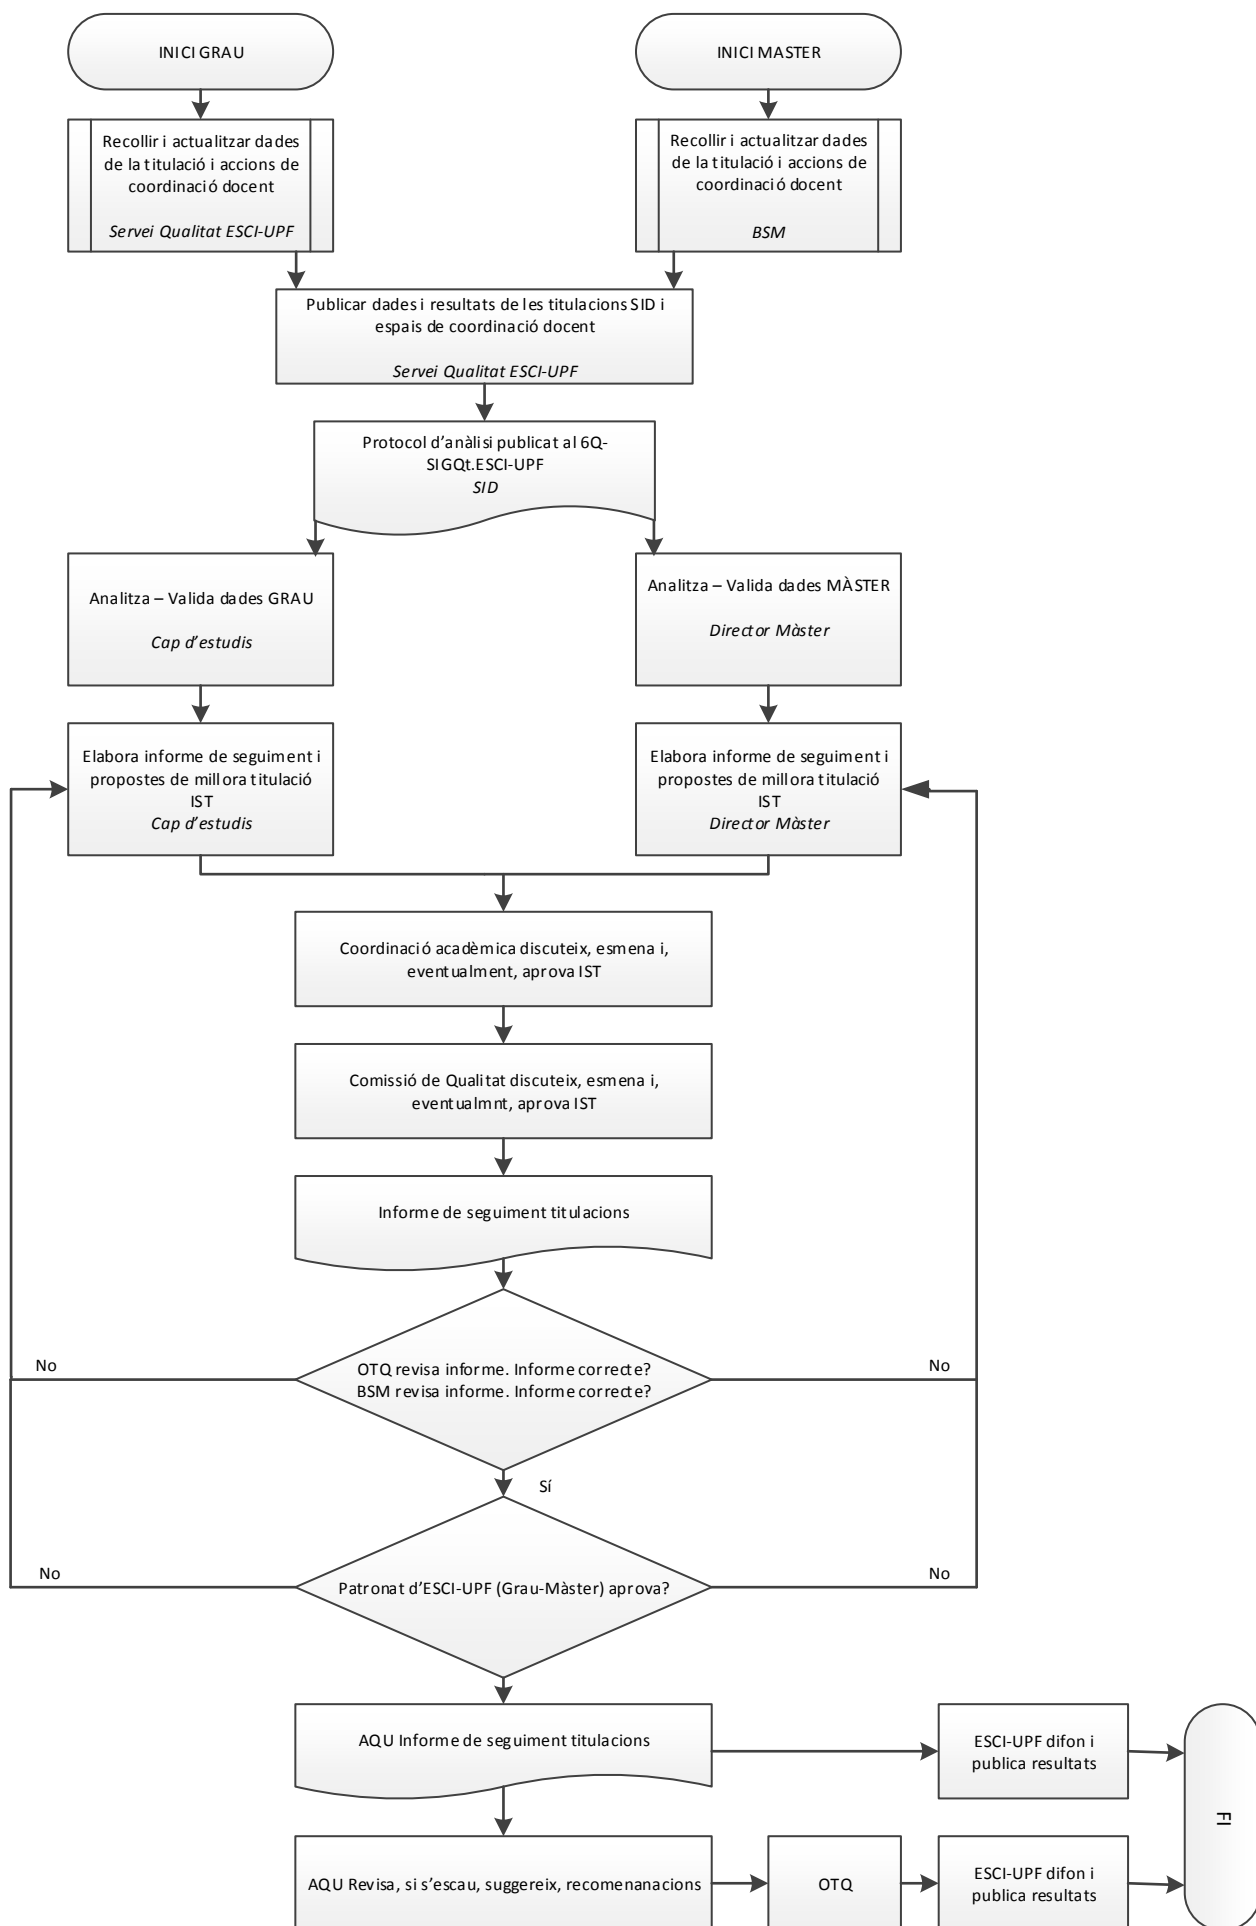 INICI GRAU
INICI MASTER
Recollir i actualitzar dades
de la titulació i accions de
coordinació docent
Servei Qualitat ESCI-UPF
Recollir i actualitzar dades
de la titulació i accions de
coordinació docent
BSM
Publicar dades i resultats de les titulacions SID i
espais de coordinació docent
Servei Qualitat ESCI-UPF
Protocol d’anàlisi publicat al 6Q-
SIGQt.ESCI-UPF
SID
Analitza – Valida dades GRAU
Cap d’estudis
Analitza – Valida dades MÀSTER
Director Màster
Elabora informe de seguiment i
propostes de millora titulació
IST
Cap d’estudis
Elabora informe de seguiment i
propostes de millora titulació
IST
Director Màster
Coordinació acadèmica discuteix, esmena i,
eventualment, aprova IST
Comissió de Qualitat discuteix, esmena i,
eventualmnt, aprova IST
Informe de seguiment titulacions
No
OTQ revisa informe. Informe correcte?
BSM revisa informe. Informe correcte?
No
Sí
No
Patronat d’ESCI-UPF (Grau-Màster) aprova?
No
AQU Informe de seguiment titulacions
ESCI-UPF difon i
publica resultats
FI
AQU Revisa, si s’escau, suggereix, recomenanacions
OTQ
ESCI-UPF difon i
publica resultats